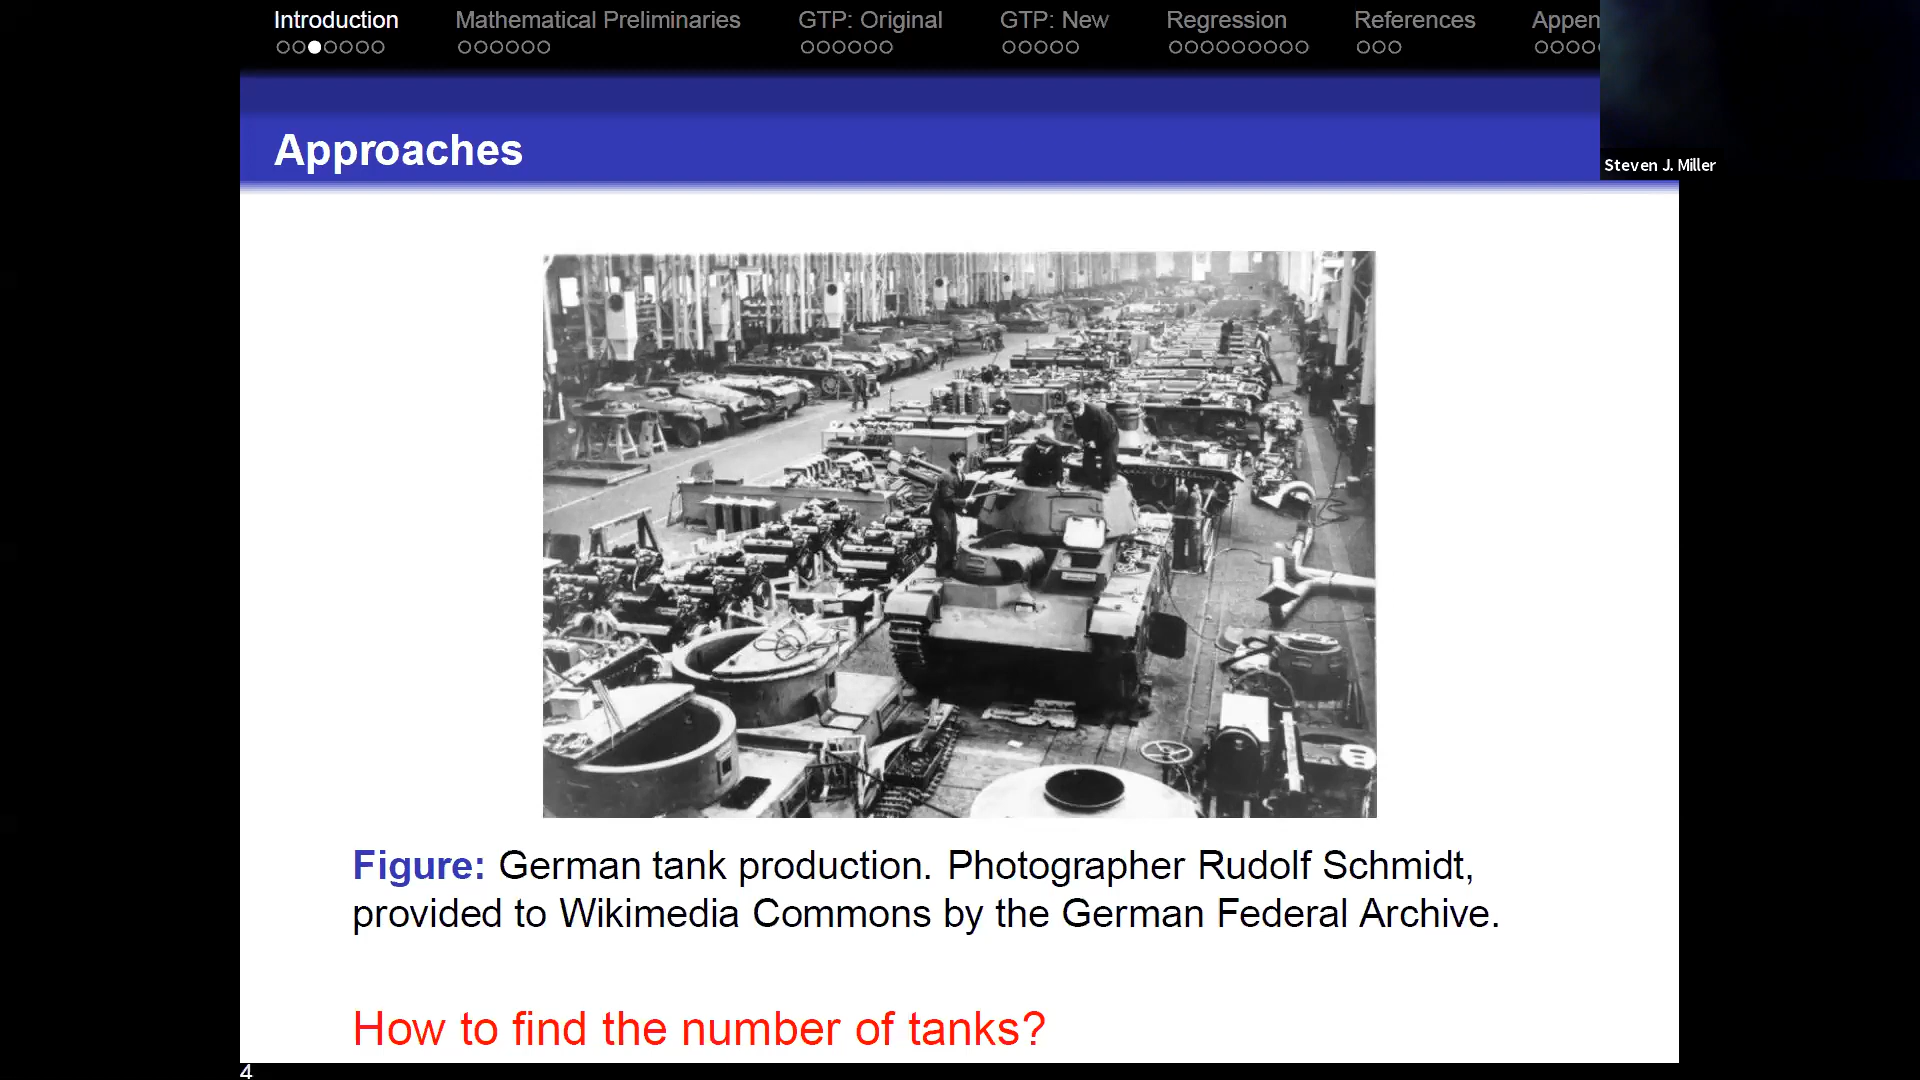 Introduction Mathematical Preliminaries GTP: Original GTP: New Regression References Appen
Approaches
Steven J. Miller
Figure: German tank production. Photographer Rudolf Schmidt,
provided to Wikimedia Commons by the German Federal Archive.
How to find the number of tanks?
4